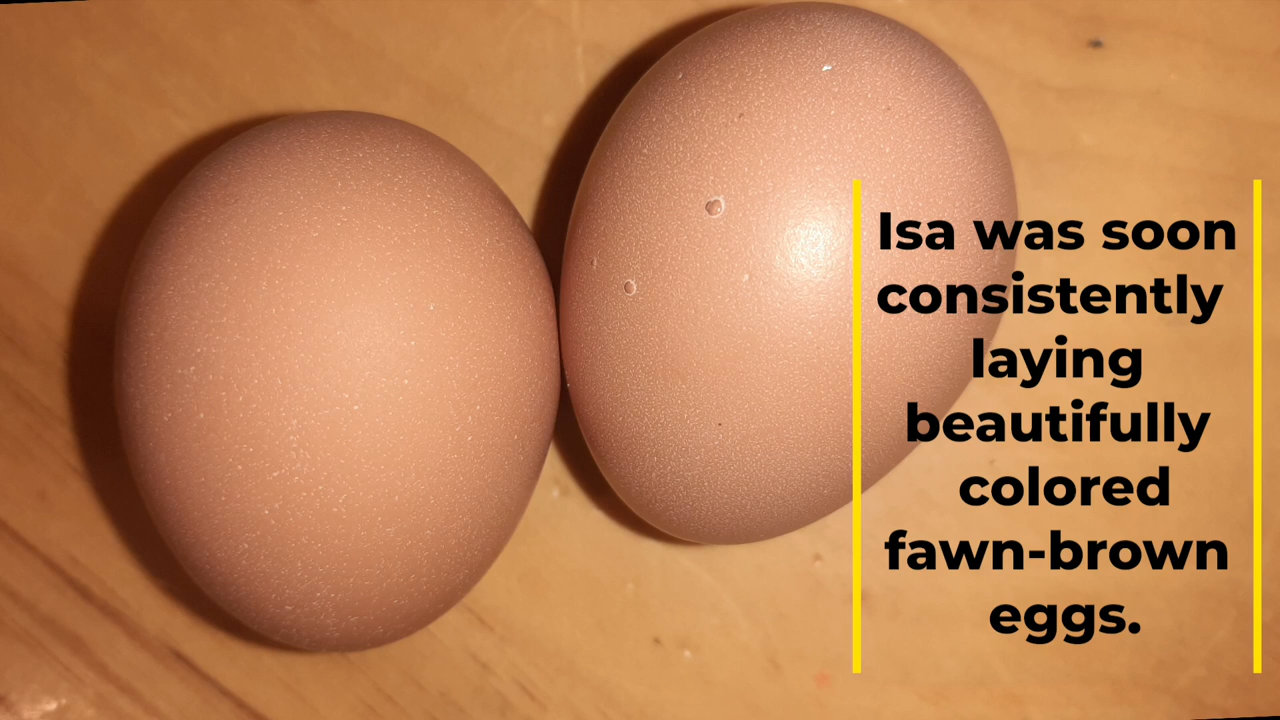 Isa was soon
consistently
laying
beautifully
colored
fawn-brown
eggs.